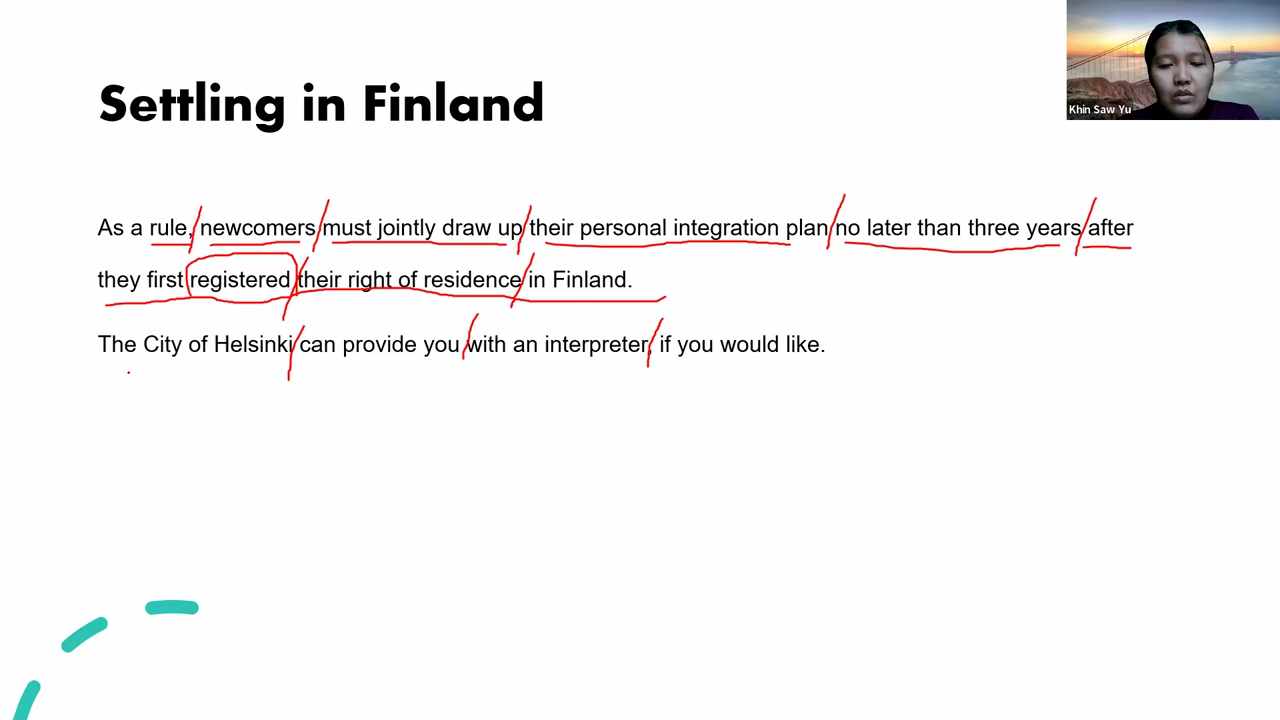 Khin Saw Yu
Settling in Finland
As a rule, newcomers must jointly draw up their personal integration plan no later than three years after
they first registered their right of residence in Finland.
The City of Helsinki can provide you with an interpreter, if you would like.